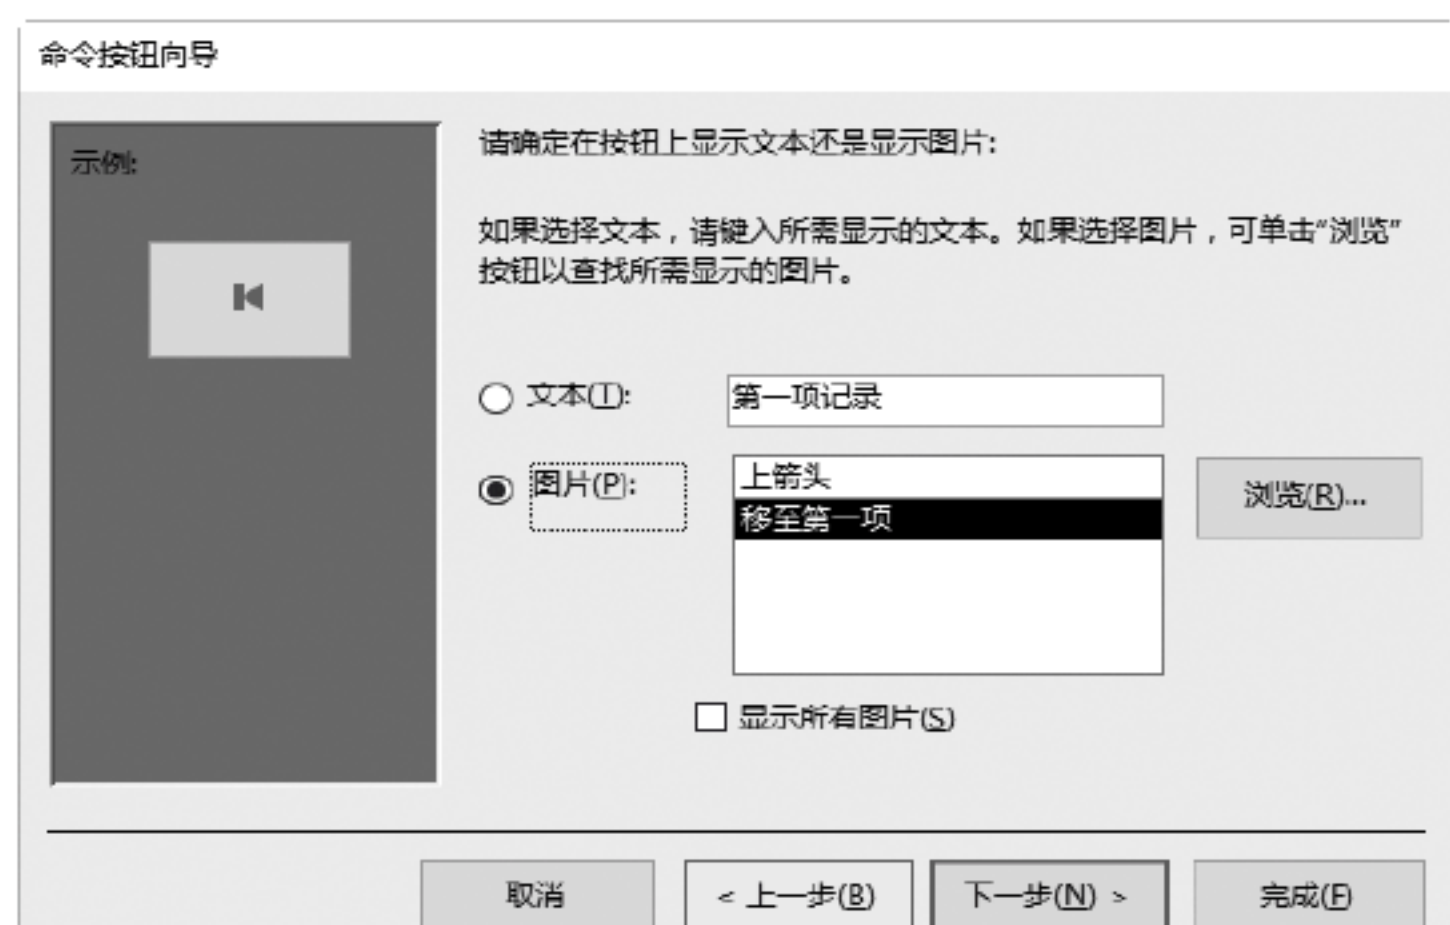 命令按钮向导
示例:
请确定在按钮上显示文本还是显示图片:
如果选择文本，请键入所需显示的文本。如果选择图片，可单击“浏览”
按钮以查找所需显示的图片。
文本(T): 第一项记录
图片(P): 上箭头
移至第一项
浏览(R)...
显示所有图片(S)
取消 < 上一步(B) 下一步(N) > 完成(F)